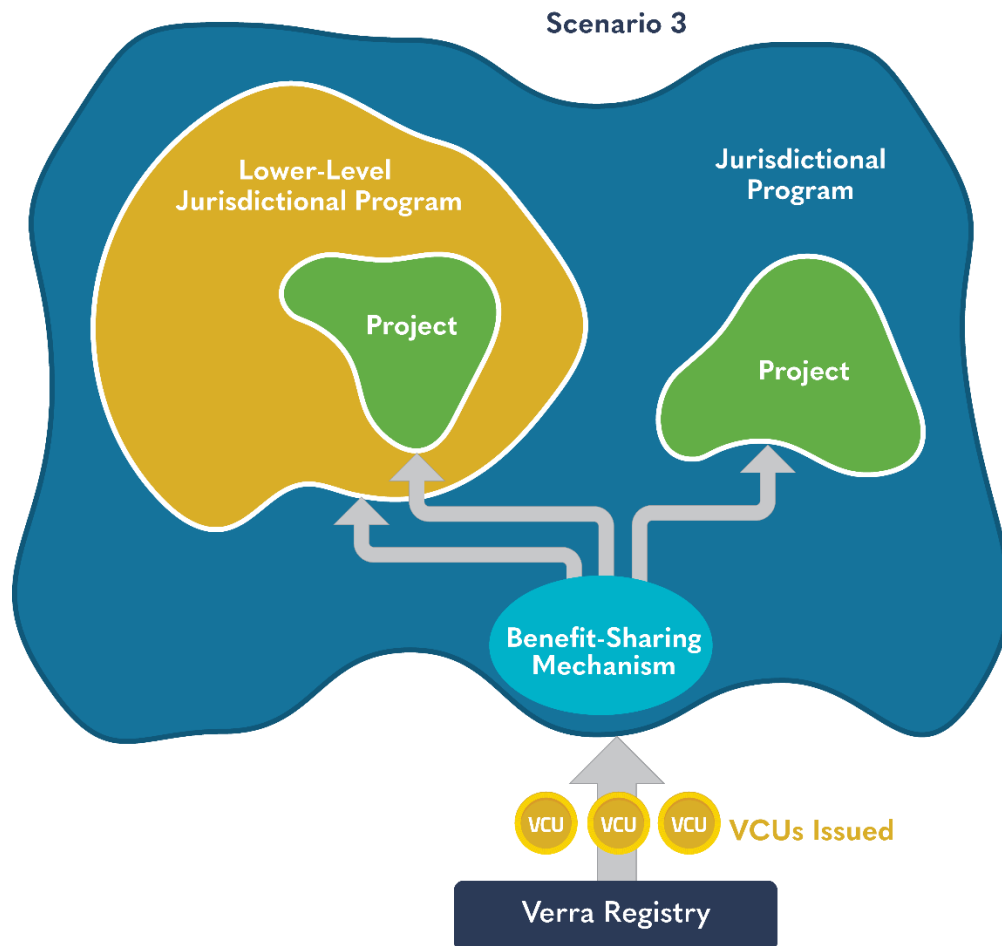 Scenario 3
Lower-Level
Jurisdictional Program
Jurisdictional
Program
Project
Project
Benefit-Sharing
Mechanism
VCU VCU VCU VCUs Issued
Verra Registry